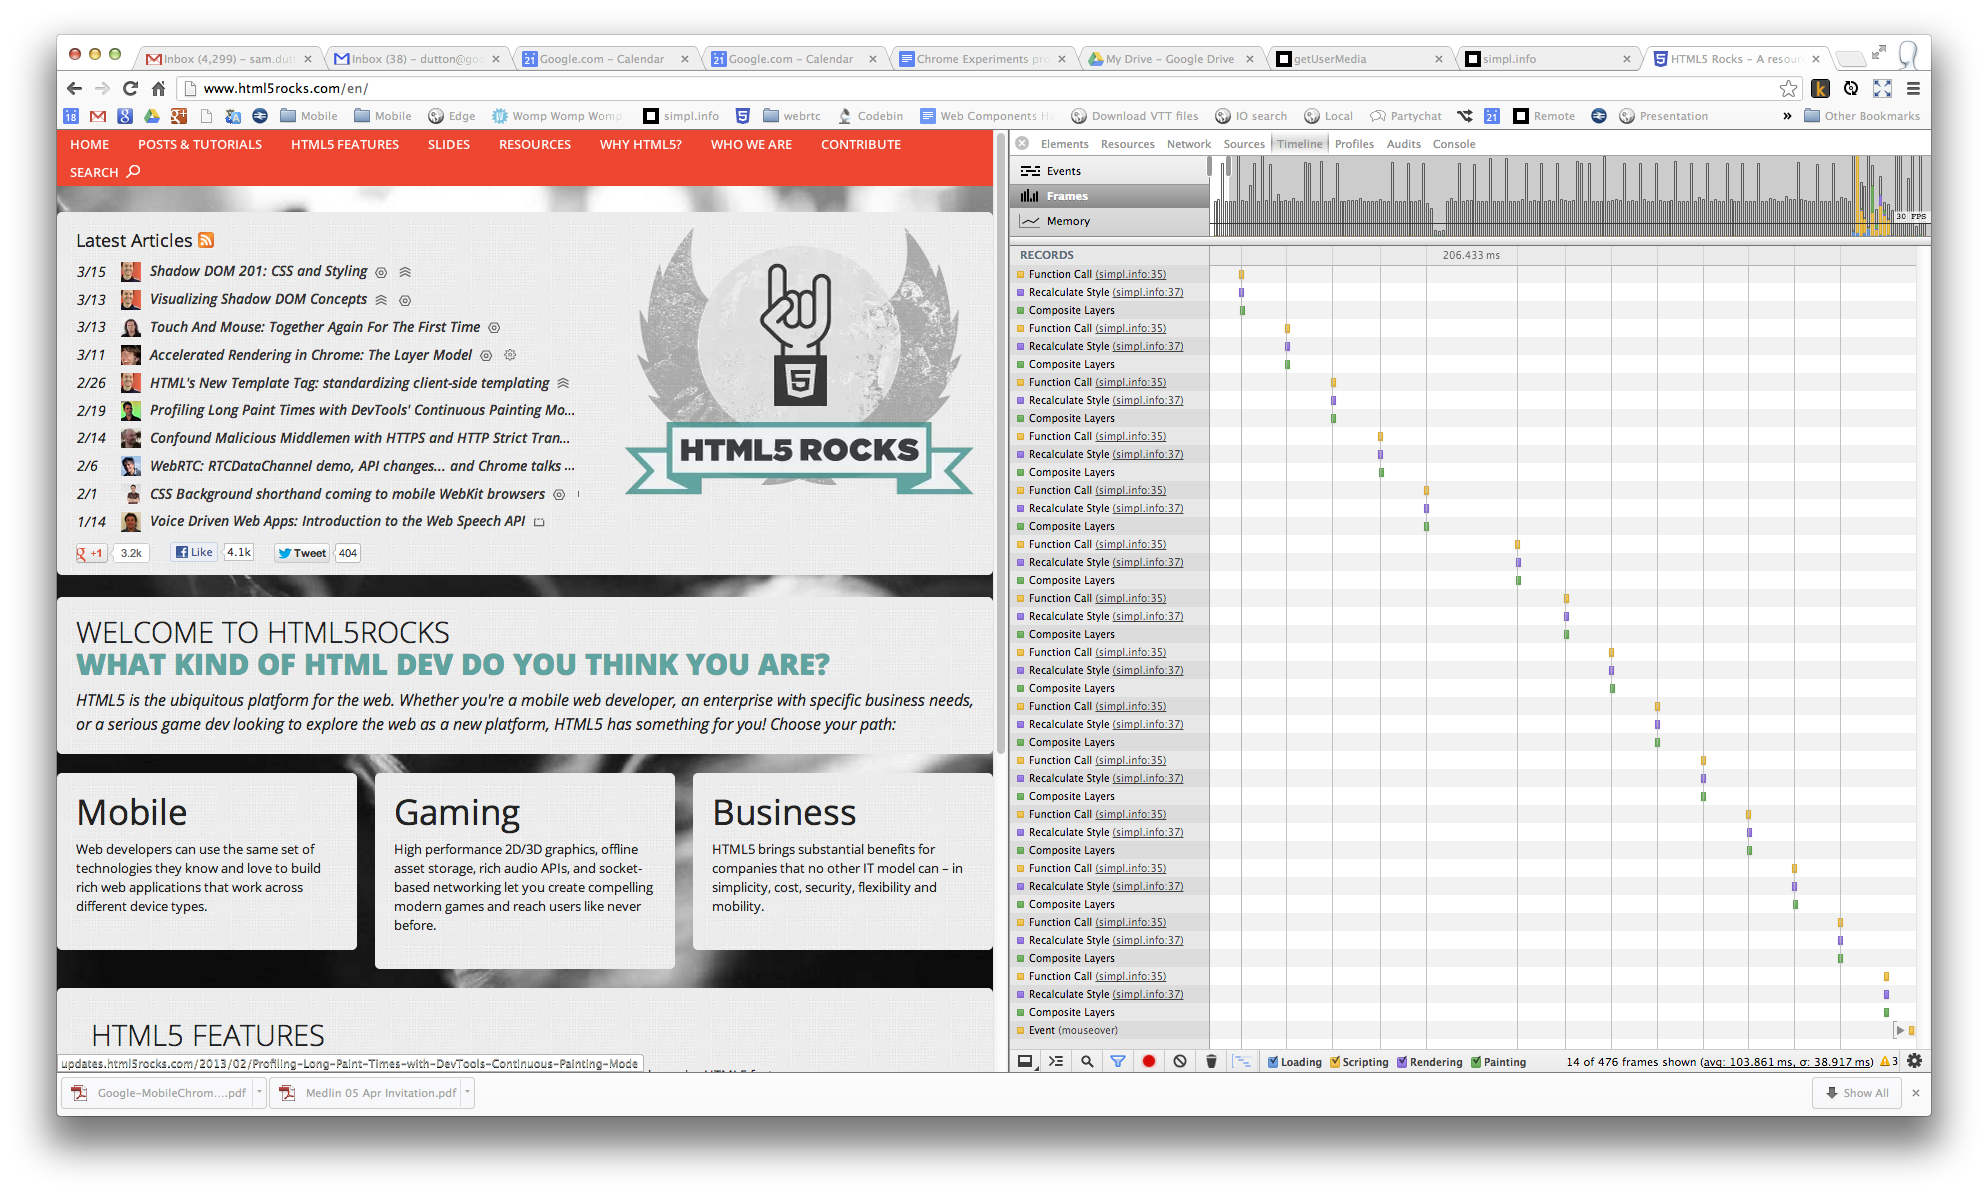 Inbox (4,299) – sam.dut
Inbox (38) – dutton@goo
Google.com – Calendar
Google.com – Calendar
Chrome Experiments pro
My Drive – Google Drive
getUserMedia
simpl.info
HTML5 Rocks – A resour
www.html5rocks.com/en/
Mobile
Mobile
Edge
Womp Womp Womp
simpl.info
webrtc
Codebin
Web Components Ha
Download VTT files
IO search
Local
Partychat
21
Remote
Presentation
»
Other Bookmarks
HOME POSTS & TUTORIALS HTML5 FEATURES SLIDES RESOURCES WHY HTML5? WHO WE ARE CONTRIBUTE
SEARCH
Latest Articles
3/15 Shadow DOM 201: CSS and Styling
3/13 Visualizing Shadow DOM Concepts
3/13 Touch And Mouse: Together Again For The First Time
3/11 Accelerated Rendering in Chrome: The Layer Model
2/26 HTML's New Template Tag: standardizing client-side templating
2/19 Profiling Long Paint Times with DevTools' Continuous Painting Mo...
2/14 Confound Malicious Middlemen with HTTPS and HTTP Strict Tran...
2/6 WebRTC: RTCDataChannel demo, API changes... and Chrome talks ...
2/1 CSS Background shorthand coming to mobile WebKit browsers
1/14 Voice Driven Web Apps: Introduction to the Web Speech API
+1 3.2k Like 4.1k Tweet 404
HTML5 ROCKS
WELCOME TO HTML5ROCKS
WHAT KIND OF HTML DEV DO YOU THINK YOU ARE?
HTML5 is the ubiquitous platform for the web. Whether you're a mobile web developer, an enterprise with specific business needs,
or a serious game dev looking to explore the web as a new platform, HTML5 has something for you! Choose your path:
Mobile
Web developers can use the same set of
technologies they know and love to build
rich web applications that work across
different device types.
Gaming
High performance 2D/3D graphics, offline
asset storage, rich audio APIs, and socket-
based networking let you create compelling
modern games and reach users like never
before.
Business
HTML5 brings substantial benefits for
companies that no other IT model can – in
simplicity, cost, security, flexibility and
mobility.
HTML5 FEATURES
updates.html5rocks.com/2013/02/Profiling-Long-Paint-Times-with-DevTools-Continuous-Painting-Mode
Elements Resources Network Sources Timeline Profiles Audits Console
Events
Frames
Memory
30 FPS
RECORDS
206.433 ms
Function Call (simpl.info:35)
Recalculate Style (simpl.info:37)
Composite Layers
Function Call (simpl.info:35)
Recalculate Style (simpl.info:37)
Composite Layers
Function Call (simpl.info:35)
Recalculate Style (simpl.info:37)
Composite Layers
Function Call (simpl.info:35)
Recalculate Style (simpl.info:37)
Composite Layers
Function Call (simpl.info:35)
Recalculate Style (simpl.info:37)
Composite Layers
Function Call (simpl.info:35)
Recalculate Style (simpl.info:37)
Composite Layers
Function Call (simpl.info:35)
Recalculate Style (simpl.info:37)
Composite Layers
Function Call (simpl.info:35)
Recalculate Style (simpl.info:37)
Composite Layers
Function Call (simpl.info:35)
Recalculate Style (simpl.info:37)
Composite Layers
Function Call (simpl.info:35)
Recalculate Style (simpl.info:37)
Composite Layers
Function Call (simpl.info:35)
Recalculate Style (simpl.info:37)
Composite Layers
Function Call (simpl.info:35)
Recalculate Style (simpl.info:37)
Composite Layers
Function Call (simpl.info:35)
Recalculate Style (simpl.info:37)
Composite Layers
Function Call (simpl.info:35)
Recalculate Style (simpl.info:37)
Composite Layers
Event (mouseover)
Loading Scripting Rendering Painting
14 of 476 frames shown (avg: 103.861 ms, σ: 38.917 ms) 3
Google-MobileChrom....pdf
Medlin 05 Apr Invitation.pdf
Show All